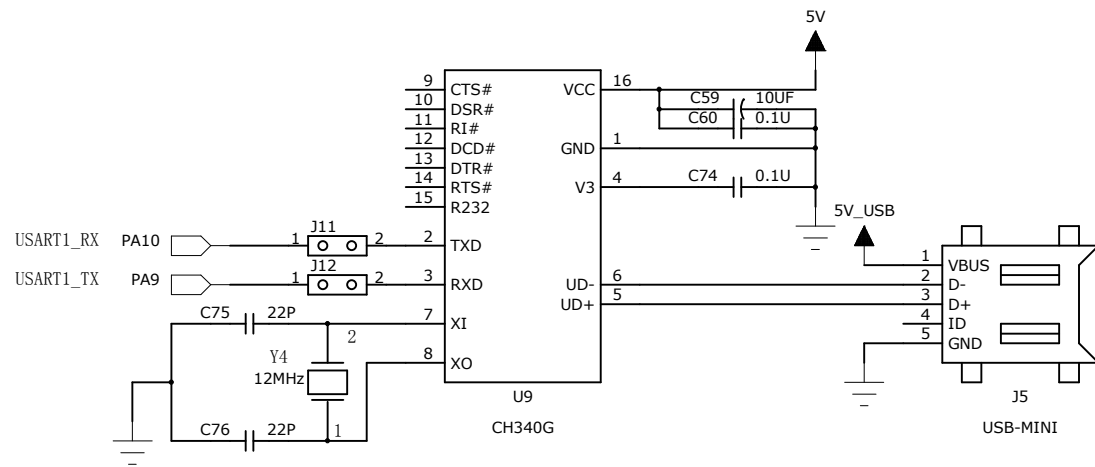 5V
9 CTS# VCC 16
C59 10UF
10 DSR#
11 RI# C60 0.1U
12 DCD# GND 1
13 DTR#
14 RTS# V3 4 C74 0.1U
15 R232
5V_USB
USART1_RX PA10 1 J11 2 2 TXD
1 VBUS
USART1_TX PA9 1 J12 2 3 RXD UD- 6 2 D-
UD+ 5 3 D+
C75 22P 7 XI 4 ID
2
5 GND
Y4 8 XO
12MHz
U9 J5
C76 22P 1 CH340G USB-MINI